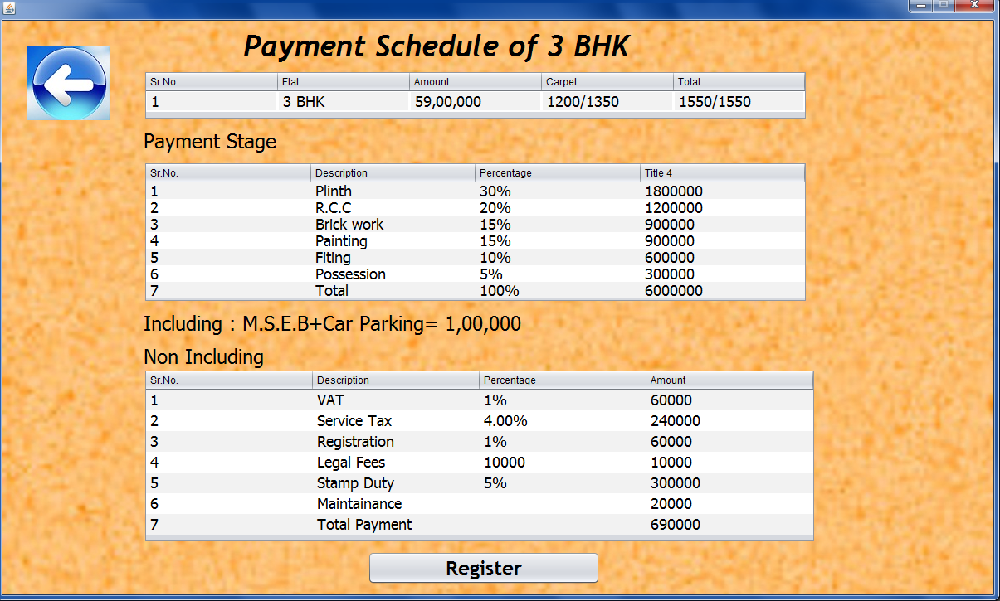 Payment Schedule of 3 BHK
Sr.No. Flat Amount Carpet Total
1 3 BHK 59,00,000 1200/1350 1550/1550
Payment Stage
Sr.No. Description Percentage Title 4
1 Plinth 30% 1800000
2 R.C.C 20% 1200000
3 Brick work 15% 900000
4 Painting 15% 900000
5 Fiting 10% 600000
6 Possession 5% 300000
7 Total 100% 6000000
Including : M.S.E.B+Car Parking= 1,00,000
Non Including
Sr.No. Description Percentage Amount
1 VAT 1% 60000
2 Service Tax 4.00% 240000
3 Registration 1% 60000
4 Legal Fees 10000 10000
5 Stamp Duty 5% 300000
6 Maintainance 20000
7 Total Payment 690000
Register